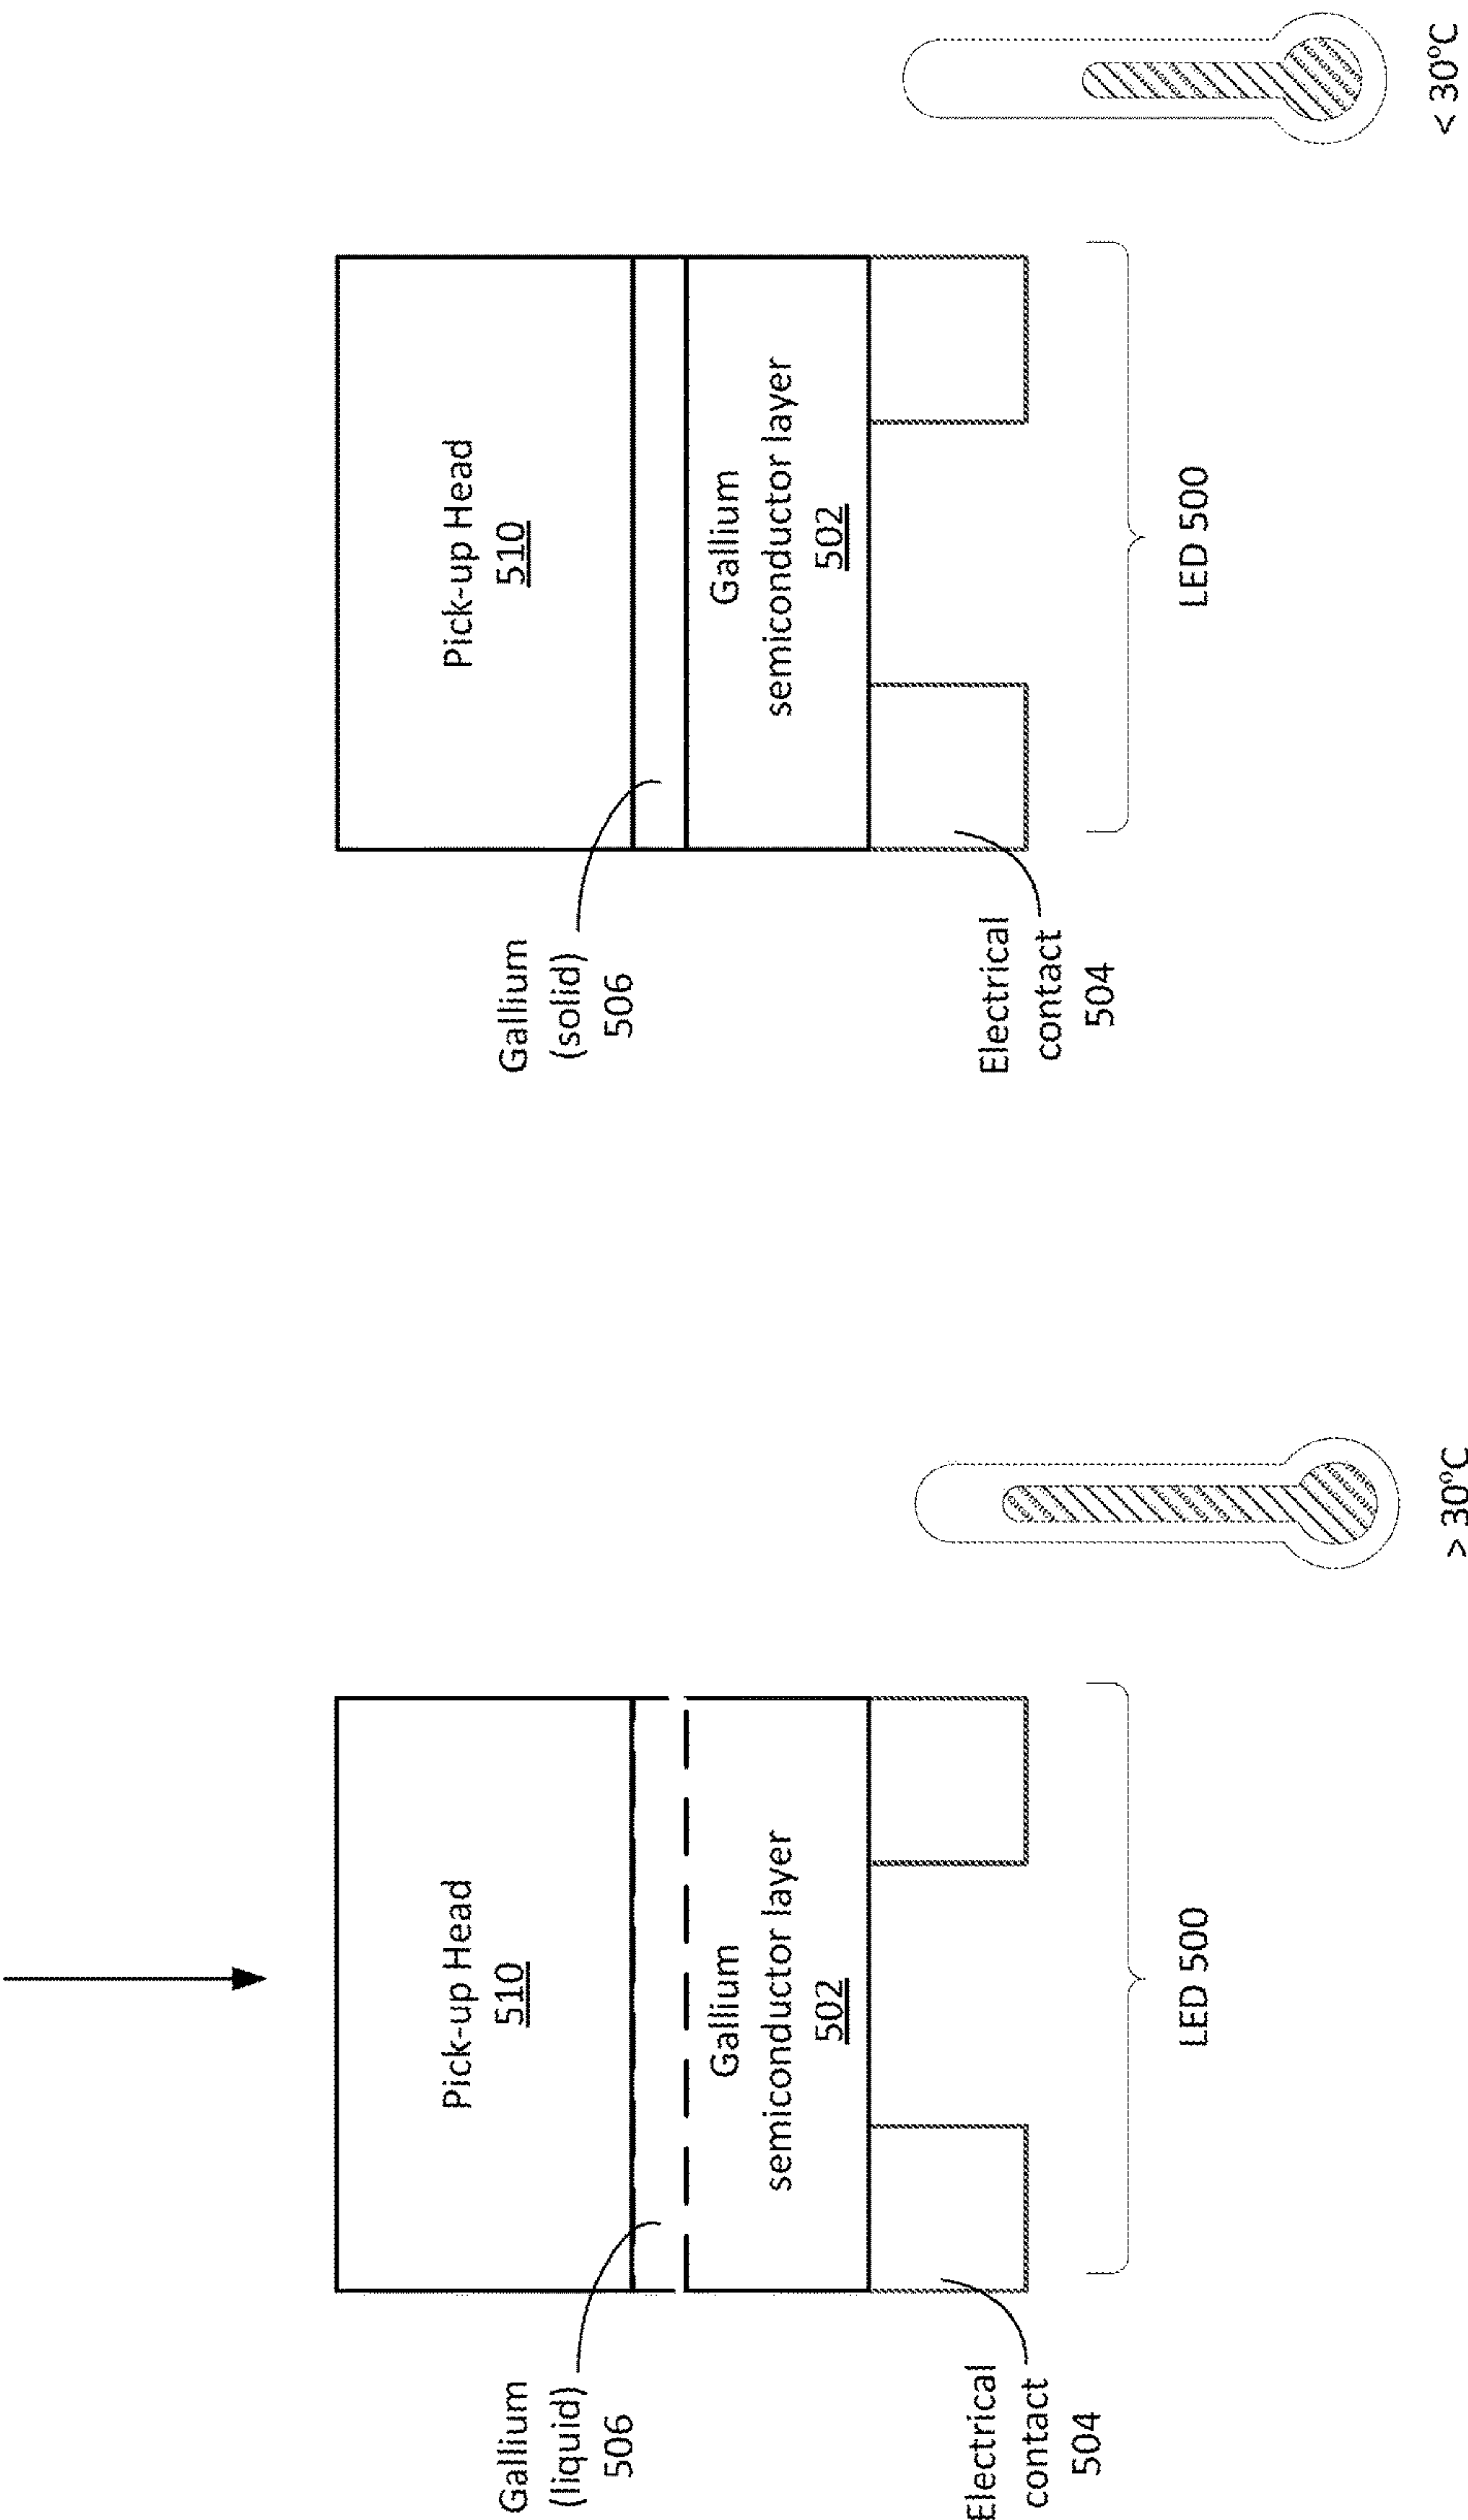 Pick-up Head
510
Gallium
(liquid)
506
Gallium
semiconductor layer
502
Electrical
contact
504
LED 500
> 30°C
Pick-up Head
510
Gallium
(solid)
506
Gallium
semiconductor layer
502
Electrical
contact
504
LED 500
< 30°C